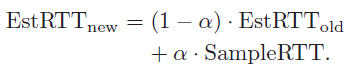 EstRTT_new = (1 − α) · EstRTT_old
+ α · SampleRTT.